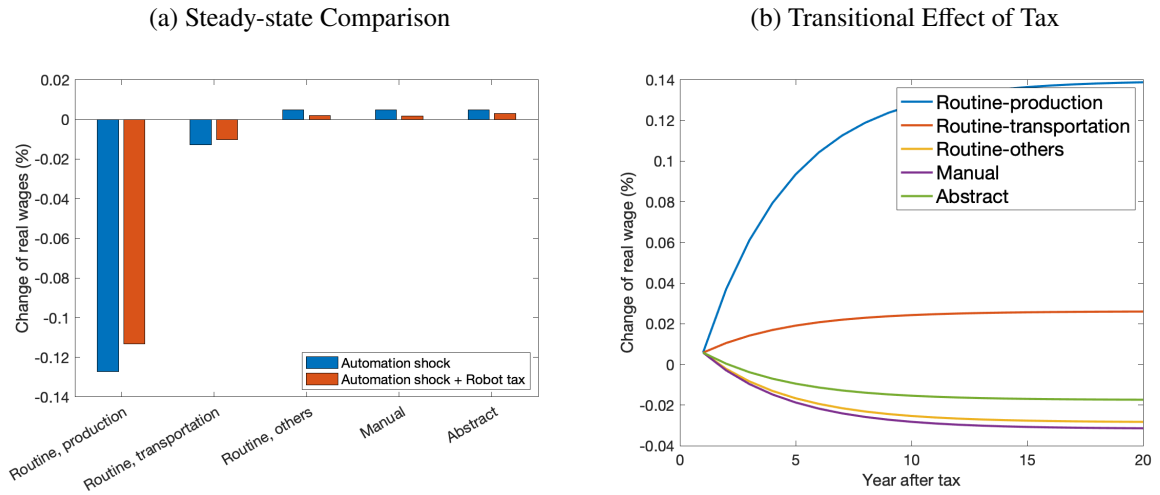 (a) Steady-state Comparison
0.02
0
-0.02
-0.04
-0.06
-0.08
-0.1
-0.12
-0.14
Change of real wages (%)
Automation shock
Automation shock + Robot tax
Routine, production
Routine, transportation
Routine, others
Manual
Abstract
(b) Transitional Effect of Tax
0.14
0.12
0.1
0.08
0.06
0.04
0.02
0
-0.02
-0.04
Change of real wage (%)
Routine-production
Routine-transportation
Routine-others
Manual
Abstract
0 5 10 15 20
Year after tax